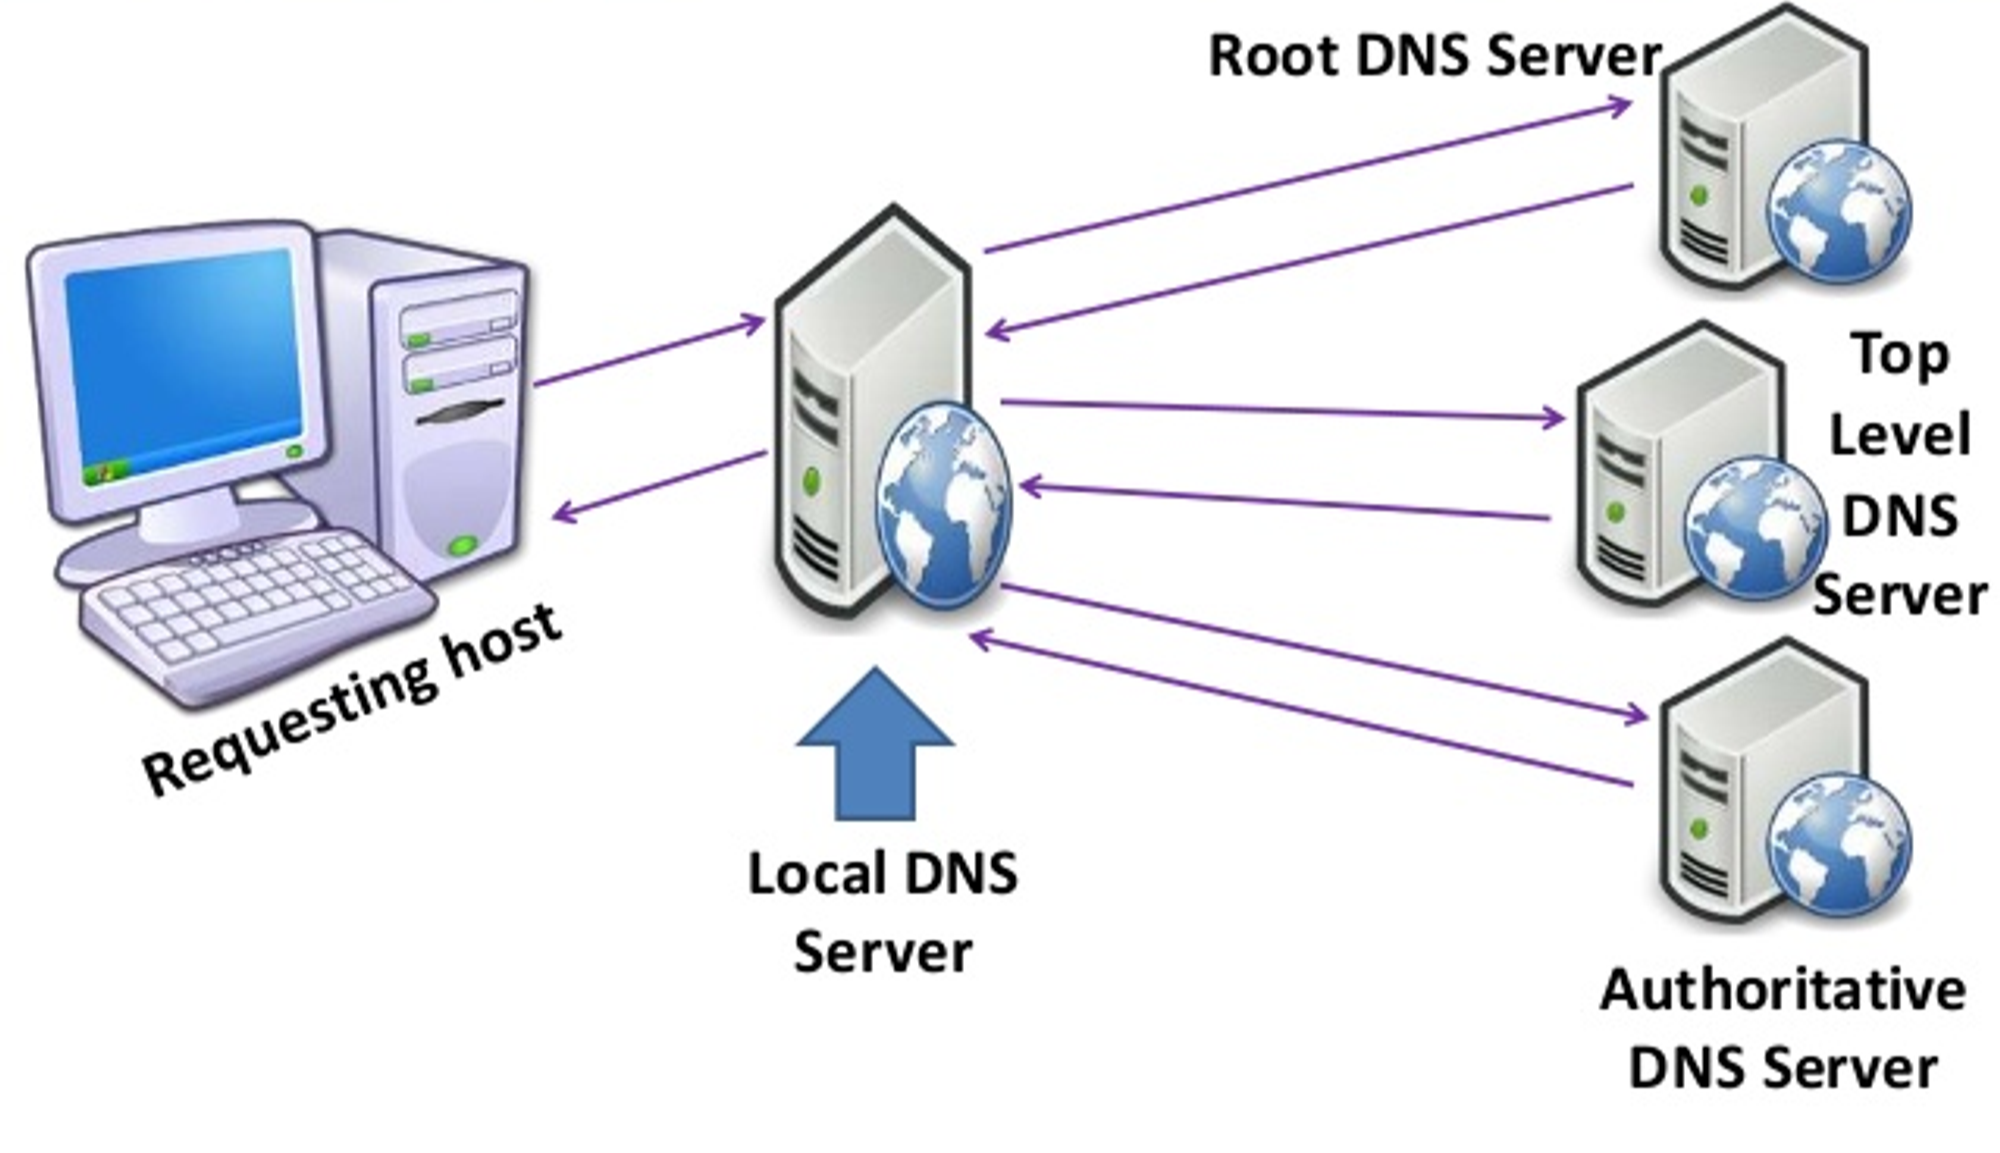 Root DNS Server
Top
Level
DNS
Server
Requesting host
Local DNS
Server
Authoritative
DNS Server